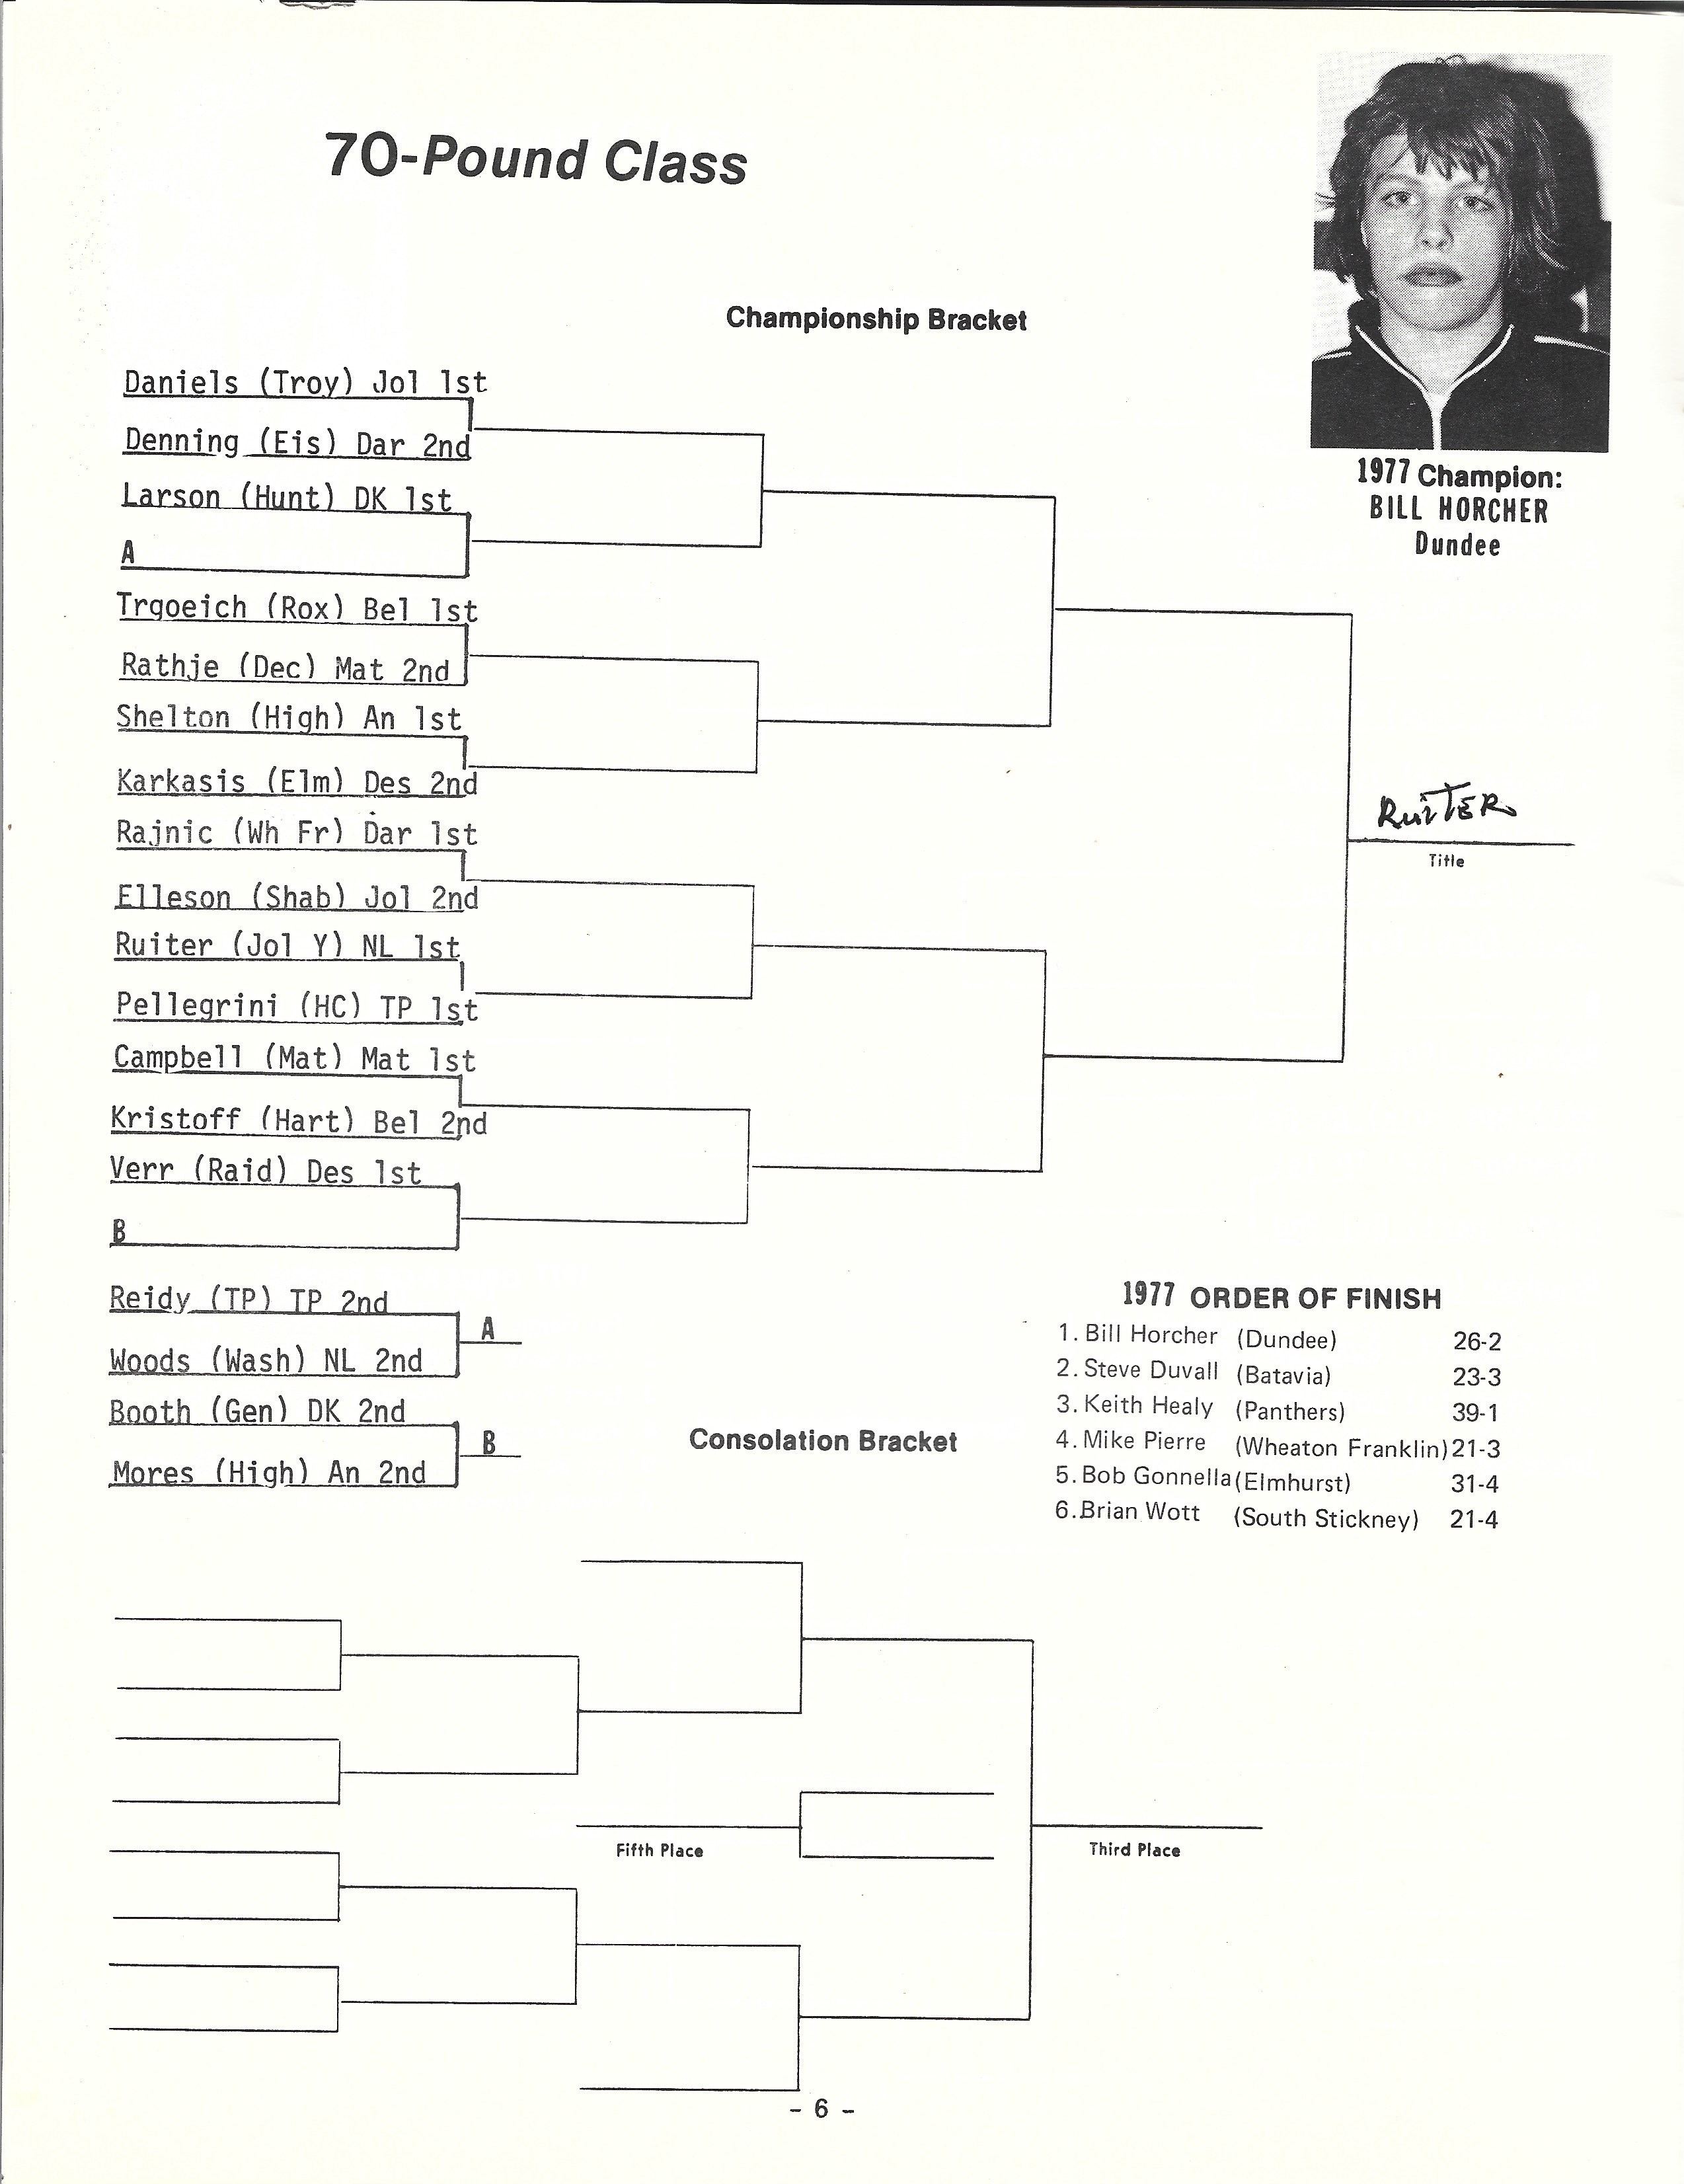 70-Pound Class
Championship Bracket
1977 Champion:
BILL HORCHER
Dundee
Daniels (Troy) Jol 1st
Denning (Eis) Dar 2nd
Larson (Hunt) DK 1st
A
Trgoeich (Rox) Bel 1st
Rathje (Dec) Mat 2nd
Shelton (High) An 1st
Karkasis (Elm) Des 2nd
Rajnic (Wh Fr) Dar 1st
Elleson (Shab) Jol 2nd
Ruiter (Jol Y) NL 1st
Pellegrini (HC) TP 1st
Campbell (Mat) Mat 1st
Kristoff (Hart) Bel 2nd
Verr (Raid) Des 1st
B
RUITER
Title
Reidy (TP) TP 2nd
A
Woods (Wash) NL 2nd
Booth (Gen) DK 2nd
B
Mores (High) An 2nd
1977 ORDER OF FINISH
1. Bill Horcher (Dundee) 26-2
2. Steve Duvall (Batavia) 23-3
3. Keith Healy (Panthers) 39-1
4. Mike Pierre (Wheaton Franklin) 21-3
5. Bob Gonnella (Elmhurst) 31-4
6. Brian Wott (South Stickney) 21-4
Consolation Bracket
Fifth Place
Third Place
- 6 -